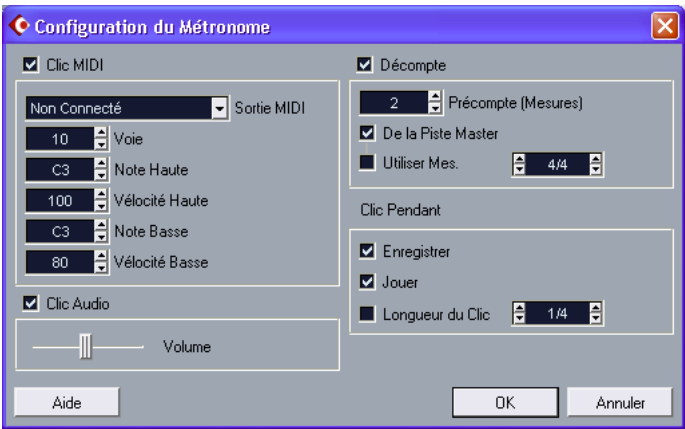 Configuration du Métronome
Clic MIDI
Non Connecté Sortie MIDI
10 Voie
C3 Note Haute
100 Vélocité Haute
C3 Note Basse
80 Vélocité Basse
Clic Audio
Volume
Décompte
2 Précompte (Mesures)
De la Piste Master
Utiliser Mes. 4/4
Clic Pendant
Enregistrer
Jouer
Longueur du Clic 1/4
Aide
OK
Annuler